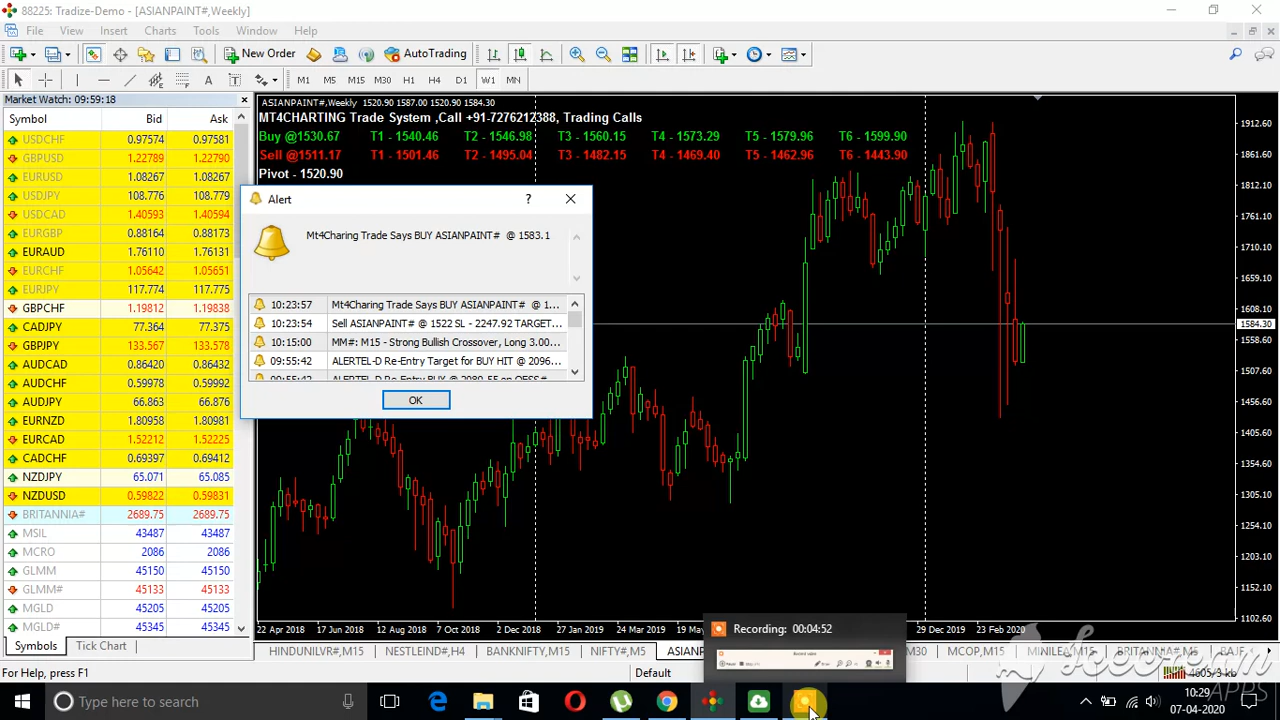 88225: Tradize-Demo - [ASIANPAINT#,Weekly]
File View Insert Charts Tools Window Help
New Order AutoTrading
M1 M5 M15 M30 H1 H4 D1 W1 MN
Market Watch: 09:59:18
Symbol Bid Ask
USDCHF 0.97574 0.97581
GBPUSD 1.22789 1.22790
EURUSD 1.08267 1.08267
USDJPY 108.776 108.779
USDCAD 1.40593 1.40594
EURGBP 0.88164 0.88173
EURAUD 1.76110 1.76120
EURCHF 1.05642 1.05651
EURJPY 117.774 117.775
GBPCHF 1.19812 1.19838
CADJPY 77.364 77.375
GBPJPY 133.567 133.578
AUDCAD 0.86420 0.86432
AUDCHF 0.59978 0.59992
AUDJPY 66.863 66.876
EURNZD 1.80958 1.80981
EURCAD 1.52212 1.52225
CADCHF 0.69397 0.69412
NZDJPY 65.071 65.085
NZDUSD 0.59822 0.59831
BRITANNIA# 2689.75 2689.75
MSIL 43487 43487
MCRO 2086 2086
GLMM 45150 45150
GLMM# 45133 45133
MGLD 45205 45205
MGLD# 45345 45345
Symbols Tick Chart
ASIANPAINT#,Weekly 1520.90 1587.00 1520.90 1584.30
MT4CHARTING Trade System ,Call +91-7276212388, Trading Calls
Buy @1530.67 T1 - 1540.46 T2 - 1546.98 T3 - 1560.15 T4 - 1573.29 T5 - 1579.96 T6 - 1599.90
Sell @1511.17 T1 - 1501.46 T2 - 1495.04 T3 - 1482.15 T4 - 1469.40 T5 - 1462.96 T6 - 1443.90
Pivot - 1520.90
Alert
?
Mt4Charing Trade Says BUY ASIANPAINT# @ 1583.1
10:23:57 Mt4Charing Trade Says BUY ASIANPAINT# @ 1...
10:23:54 Sell ASIANPAINT# @ 1522 SL - 2247.92 TARGET...
10:15:00 MM#: M15 - Strong Bullish Crossover, Long 3.00...
09:55:42 ALERTEL-D Re-Entry Target for BUY HIT @ 2096...
OK
1912.60
1861.60
1812.10
1761.10
1710.10
1659.10
1608.10
1584.30
1558.60
1507.60
1456.60
1405.60
1354.60
1305.10
1254.10
1203.10
1152.10
1102.60
22 Apr 2018 17 Jun 2018 12 Aug 2018 7 Oct 2018 2 Dec 2018 27 Jan 2019 24 Mar 2019 29 Dec 2019 23 Feb 2020
Recording: 00:04:52
HINDUNILVR#,M15 NESTLEIND#,H4 BANKNIFTY,M15 NIFTY#,M5 M30 MCOP,M15
For Help, press F1 Default 4605/3 kb
Type here to search
10:29
07-04-2020
APPS